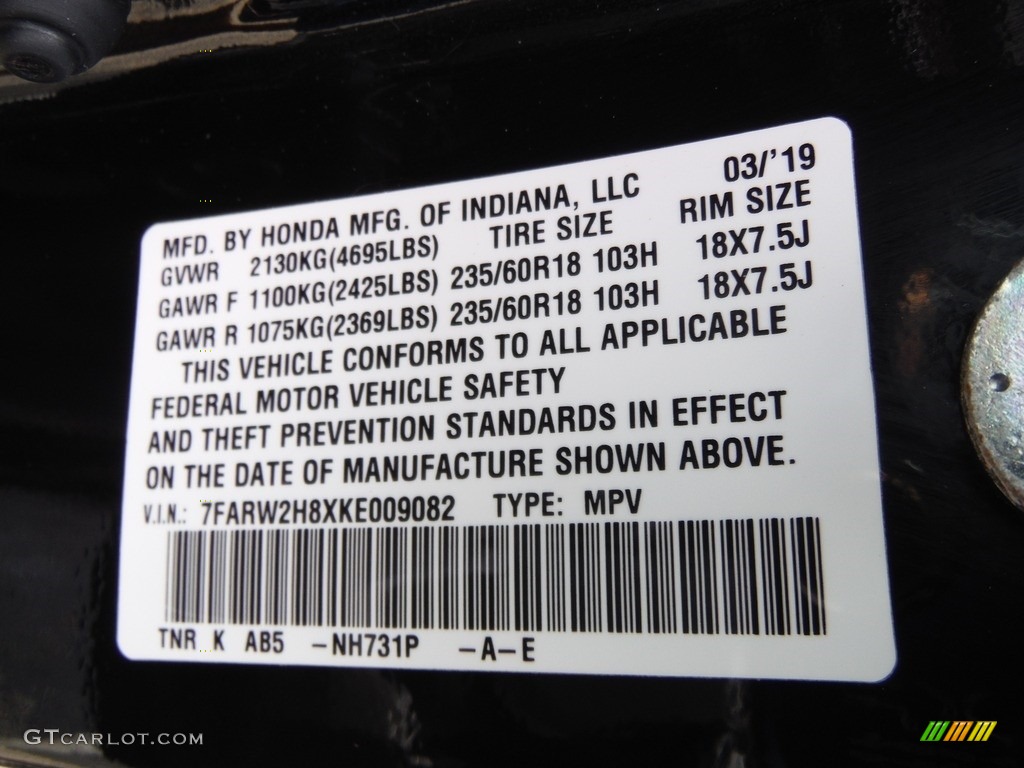 03/'19
MFD. BY HONDA MFG. OF INDIANA, LLC
GVWR 2130KG(4695LBS) TIRE SIZE RIM SIZE
GAWR F 1100KG(2425LBS) 235/60R18 103H 18X7.5J
GAWR R 1075KG(2369LBS) 235/60R18 103H 18X7.5J
THIS VEHICLE CONFORMS TO ALL APPLICABLE
FEDERAL MOTOR VEHICLE SAFETY
AND THEFT PREVENTION STANDARDS IN EFFECT
ON THE DATE OF MANUFACTURE SHOWN ABOVE.
V.I.N.: 7FARW2H8XKE009082 TYPE: MPV
TNR K AB5 -NH731P -A-E
GTCARLOT.COM